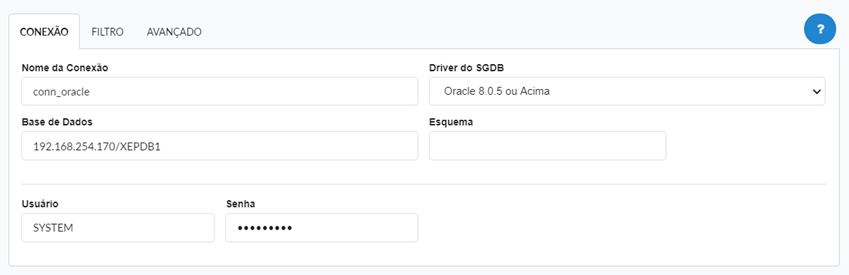 CONEXÃO FILTRO AVANÇADO ?
Nome da Conexão Driver do SGDB
conn_oracle Oracle 8.0.5 ou Acima
Base de Dados Esquema
192.168.254.170/XEPDB1
Usuário Senha
SYSTEM •••••••••